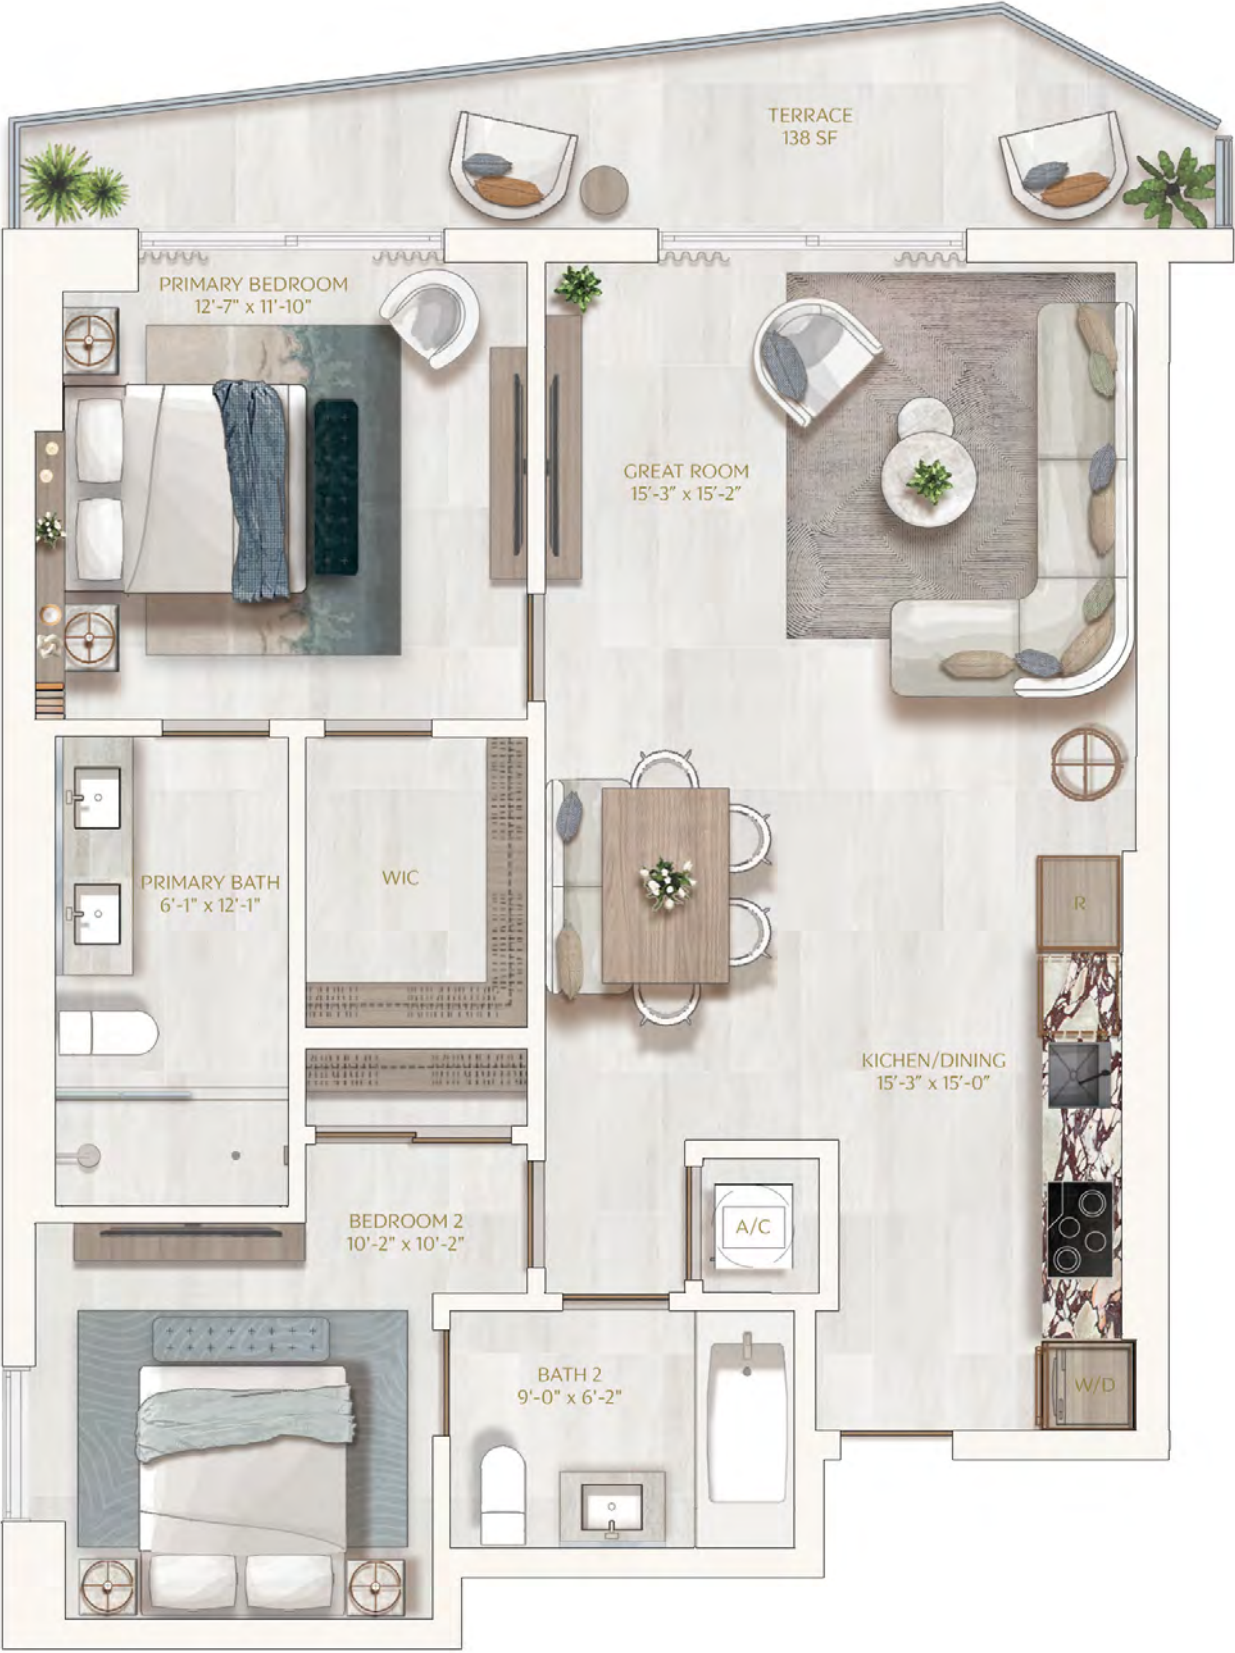 TERRACE
138 SF
PRIMARY BEDROOM
12'-7" x 11'-10"
GREAT ROOM
15'-3" x 15'-2"
PRIMARY BATH
6'-1" x 12'-1"
WIC
R
KICHEN/DINING
15'-3" x 15'-0"
BEDROOM 2
10'-2" x 10'-2"
A/C
BATH 2
9'-0" x 6'-2"
W/D